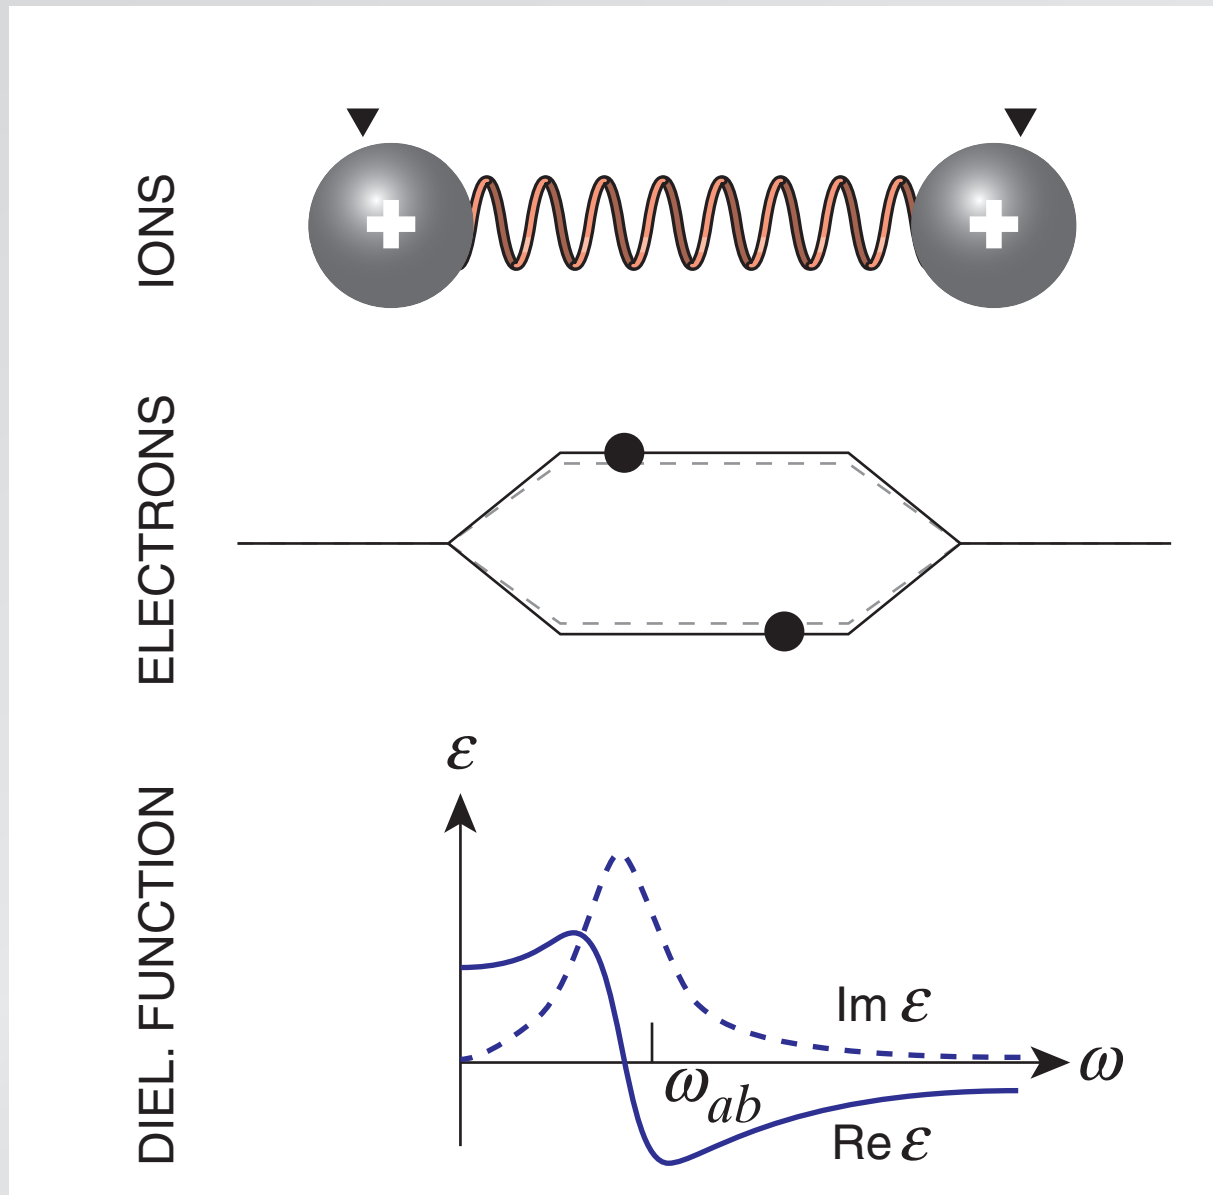 IONS
ELECTRONS
DIEL. FUNCTION
ε
Im ε
ω
ω_ab
Re ε